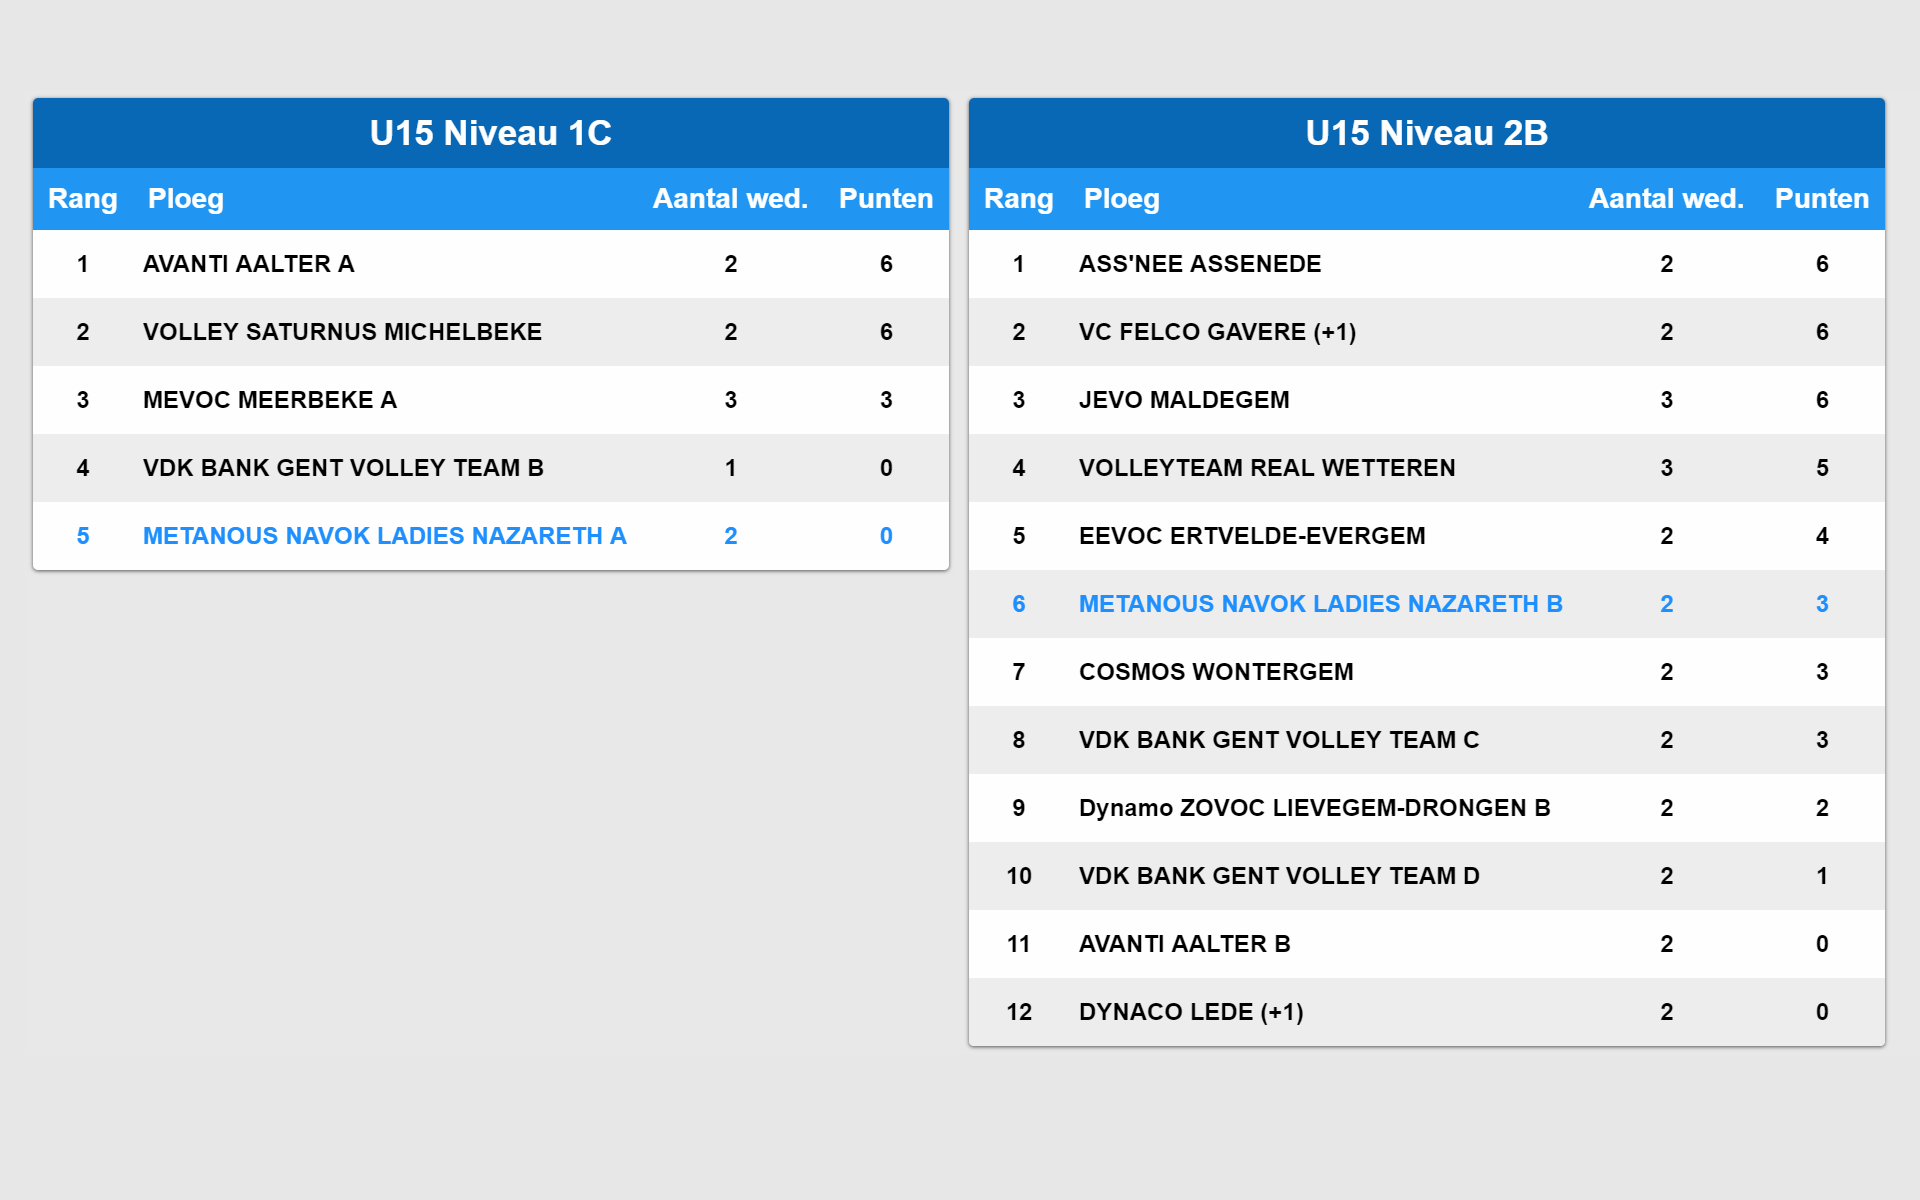 U15 Niveau 1C
Rang Ploeg Aantal wed. Punten
1 AVANTI AALTER A 2 6
2 VOLLEY SATURNUS MICHELBEKE 2 6
3 MEVOC MEERBEKE A 3 3
4 VDK BANK GENT VOLLEY TEAM B 1 0
5 METANOUS NAVOK LADIES NAZARETH A 2 0
U15 Niveau 2B
Rang Ploeg Aantal wed. Punten
1 ASS'NEE ASSENEDE 2 6
2 VC FELCO GAVERE (+1) 2 6
3 JEVO MALDEGEM 3 6
4 VOLLEYTEAM REAL WETTEREN 3 5
5 EEVOC ERTVELDE-EVERGEM 2 4
6 METANOUS NAVOK LADIES NAZARETH B 2 3
7 COSMOS WONTERGEM 2 3
8 VDK BANK GENT VOLLEY TEAM C 2 3
9 Dynamo ZOVOC LIEVEGEM-DRONGEN B 2 2
10 VDK BANK GENT VOLLEY TEAM D 2 1
11 AVANTI AALTER B 2 0
12 DYNACO LEDE (+1) 2 0